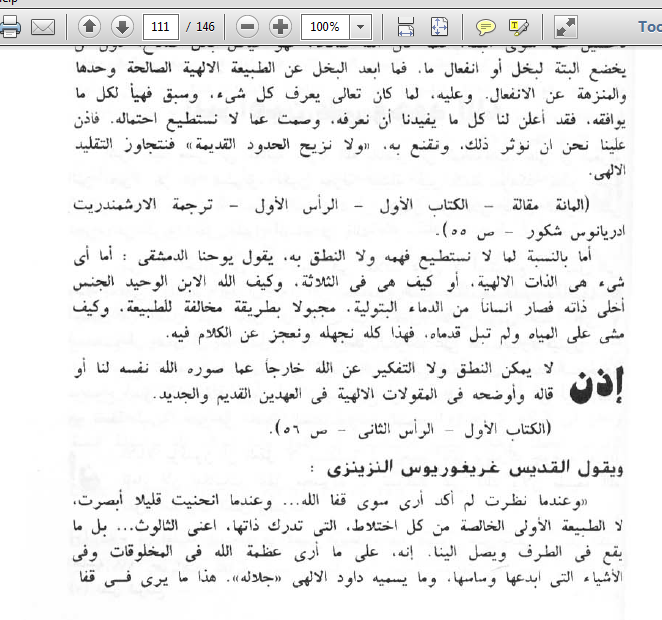 111 / 146 100% Too
يخضع البتة لبخل أو انفعال ما. فما ابعد البخل عن الطبيعة الالهية الصالحة وحدها
والمنزهة عن الانفعال. وعليه، لما كان تعالى يعرف كل شىء، وسبق فهيأ لكل ما
يوافقه، فقد أعلن لنا كل ما يفيدنا أن نعرفه، وصمت عما لا نستطيع احتماله. فاذن
علينا نحن ان نؤثر ذلك، ونقنع به، «ولا نزيح الحدود القديمة» فنتجاوز التقليد
الالهى.
(المانة مقالة – الكتاب الأول – الرأس الأول – ترجمة الارشمندريت
ادريانوس شكور – ص ٥٥).
أما بالنسبة لما لا نستطيع فهمه ولا النطق به، يقول يوحنا الدمشقى : أما أى
شىء هى الذات الالهية، أو كيف هى فى الثلاثة، وكيف الله الابن الوحيد الجنس
أخلى ذاته فصار انساناً من الدماء البتولية، مجبولا بطريقة مخالفة للطبيعة، وكيف
مشى على المياه ولم تبل قدماه، فهذا كله نجهله ونعجز عن الكلام فيه.
إذن لا يمكن النطق ولا التفكير عن الله خارجاً عما صوره الله نفسه لنا أو
قاله وأوضحه فى المقولات الالهية فى العهدين القديم والجديد.
(الكتاب الأول – الرأس الثانى – ص ٥٦).
ويقول القديس غريغوريوس النزينزى :
«وعندما نظرت لم أكد أرى سوى قفا الله... وعندما انحنيت قليلا أبصرت،
لا الطبيعة الأولى الخالصة من كل اختلاط، التى تدرك ذاتها، اعنى الثالوث... بل ما
يقع فى الطرف ويصل الينا. إنه، على ما أرى عظمة الله فى المخلوقات وفى
الأشياء التى ابدعها وساسها، وما يسميه داود الالهى «جلاله». هذا ما يرى فى قفا